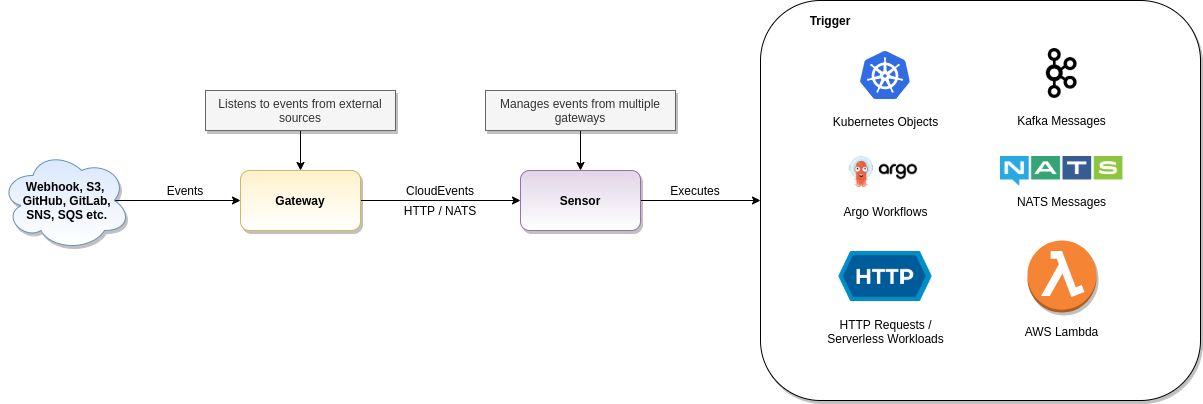 Trigger
Kubernetes Objects
Kafka Messages
Listens to events from external
sources
Manages events from multiple
gateways
Webhook, S3,
GitHub, GitLab,
SNS, SQS etc.
Events
Gateway
CloudEvents
HTTP / NATS
Sensor
Executes
argo
Argo Workflows
NATS
NATS Messages
HTTP
HTTP Requests /
Serverless Workloads
AWS Lambda